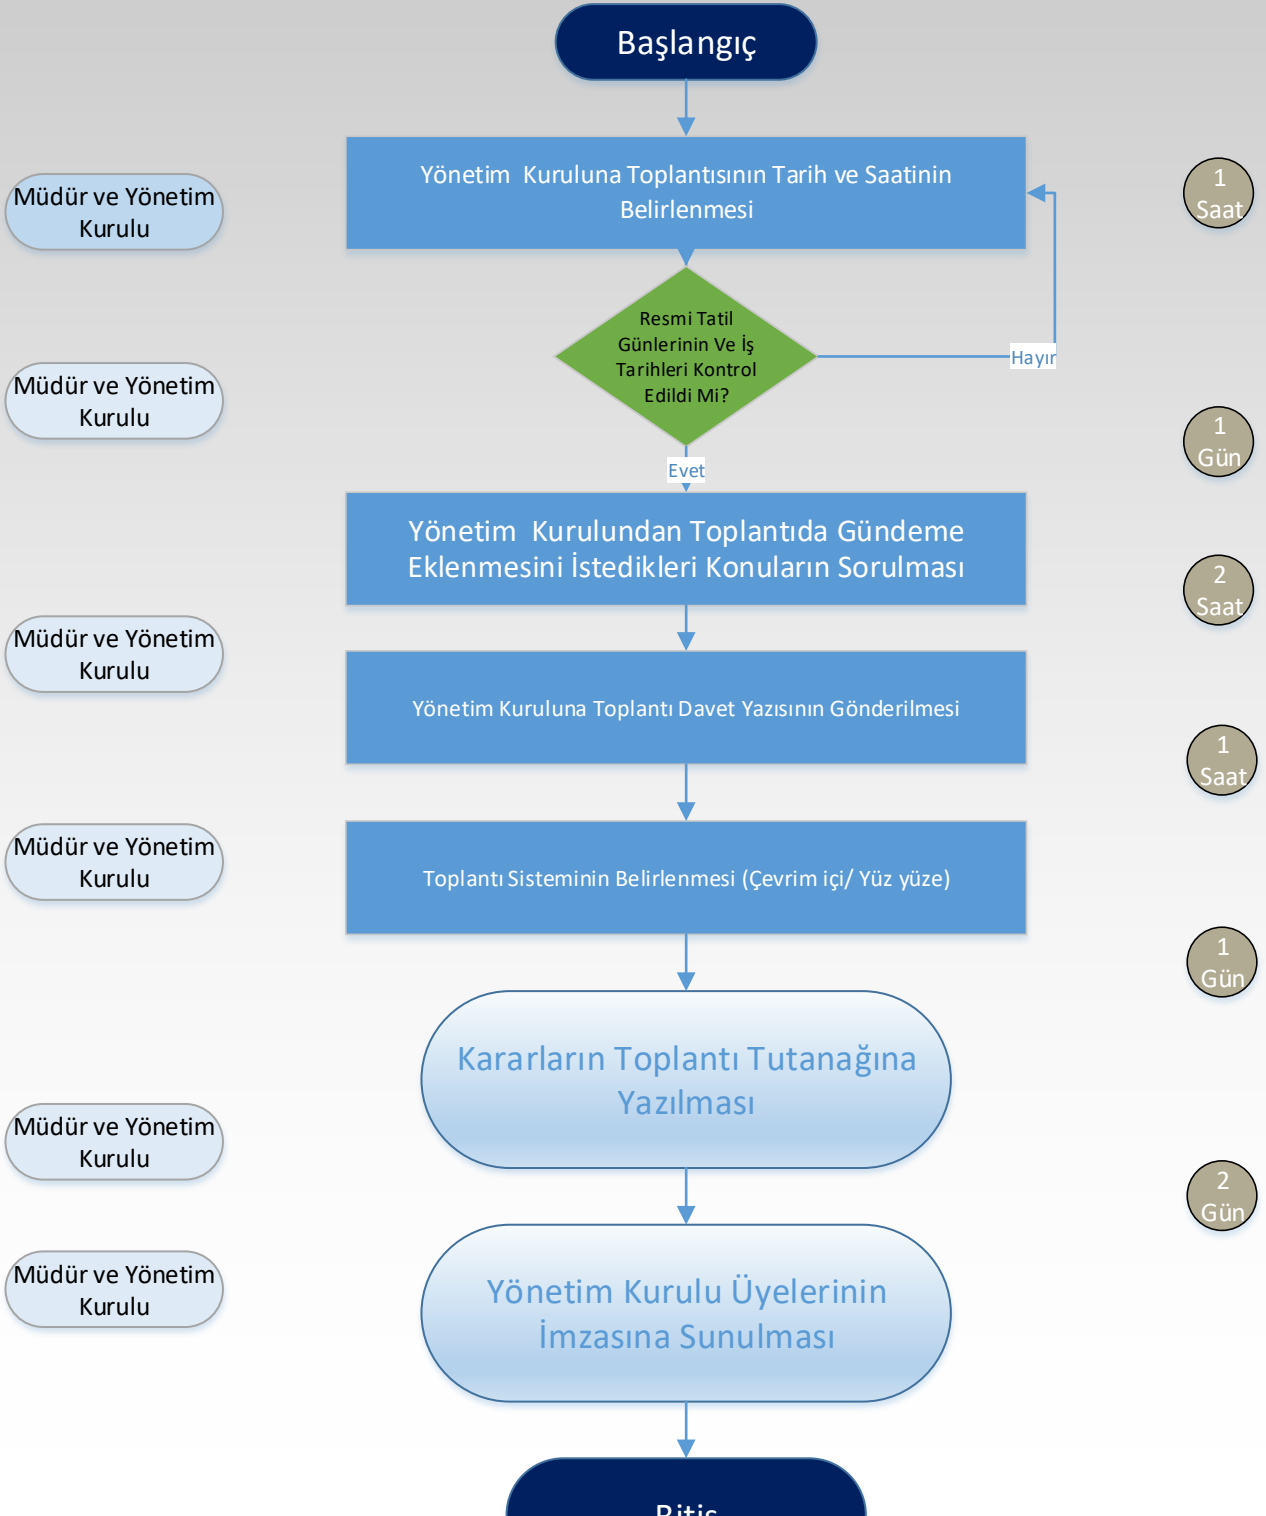 Başlangıç
Yönetim  Kuruluna Toplantısının Tarih ve Saatinin
Belirlenmesi
Müdür ve Yönetim
Kurulu
1
Saat
Resmi Tatil
Günlerinin Ve İş
Tarihleri Kontrol
Edildi Mi?
Hayır
Müdür ve Yönetim
Kurulu
1
Gün
Evet
Yönetim  Kurulundan Toplantıda Gündeme
Eklenmesini İstedikleri Konuların Sorulması
2
Saat
Müdür ve Yönetim
Kurulu
Yönetim Kuruluna Toplantı Davet Yazısının Gönderilmesi
1
Saat
Müdür ve Yönetim
Kurulu
Toplantı Sisteminin Belirlenmesi (Çevrim içi/ Yüz yüze)
1
Gün
Kararların Toplantı Tutanağına
Yazılması
Müdür ve Yönetim
Kurulu
2
Gün
Müdür ve Yönetim
Kurulu
Yönetim Kurulu Üyelerinin
İmzasına Sunulması
Bitiş